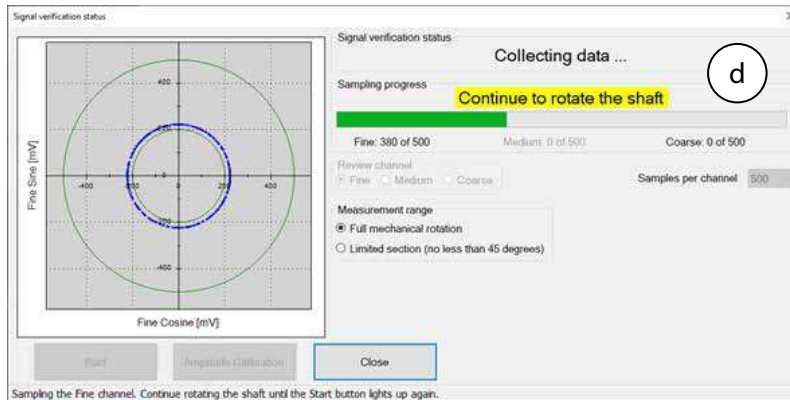 Signal verification status
Signal verification status
Collecting data ...
d
Sampling progress
Continue to rotate the shaft
Fine: 380 of 500
Medium: 0 of 500
Coarse: 0 of 500
Review channel
Fine Medium Coarse
Samples per channel 500
Measurement range
Full mechanical rotation
Limited section (no less than 45 degrees)
400
200
-400 -200 0 200 400
-200
-400
Fine Sine [mV]
Fine Cosine [mV]
Start Amplitude Calibration Close
Sampling the Fine channel. Continue rotating the shaft until the Start button lights up again.